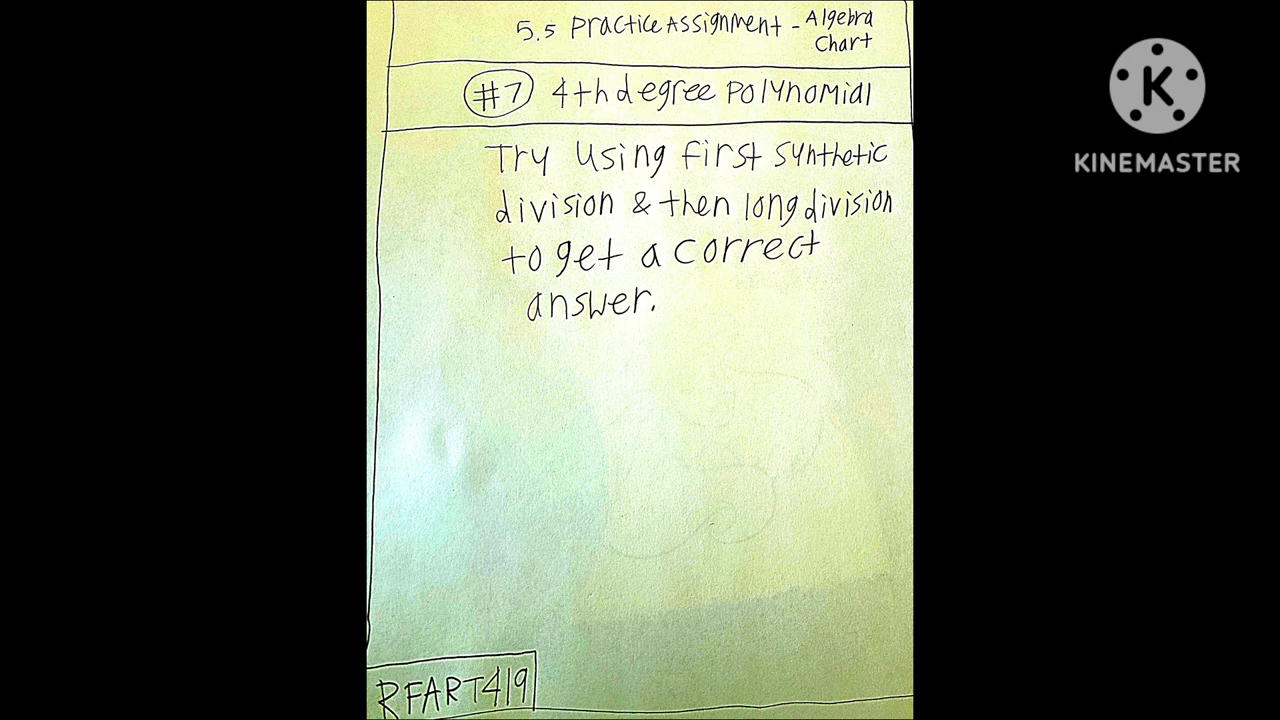 5.5 Practice Assignment - Algebra
Chart
#7 4th degree Polynomial
Try using first synthetic
division & then long division
to get a correct
answer.
RFART419
K
KINEMASTER